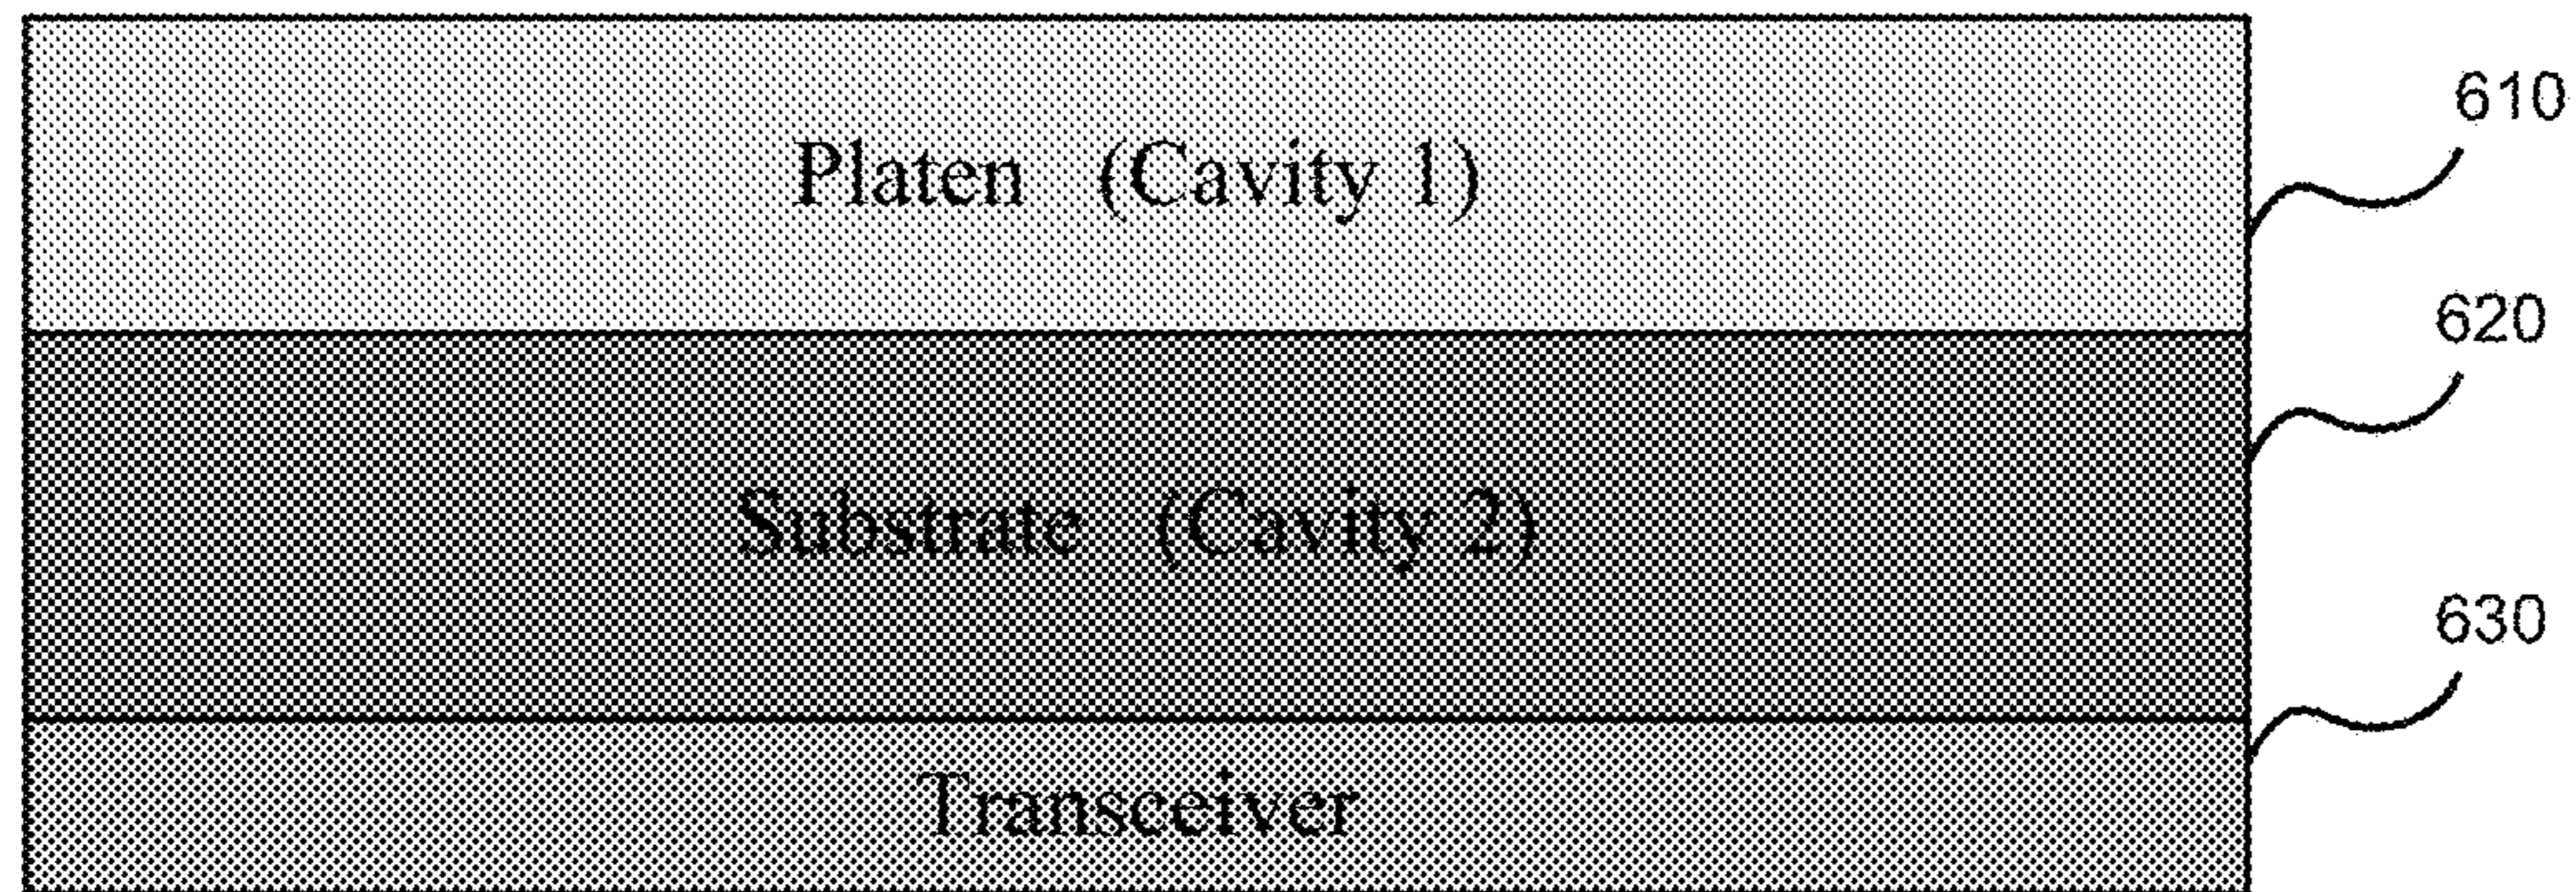 610
Platen (Cavity 1)
620
Substrate (Cavity 2)
630
Transceiver